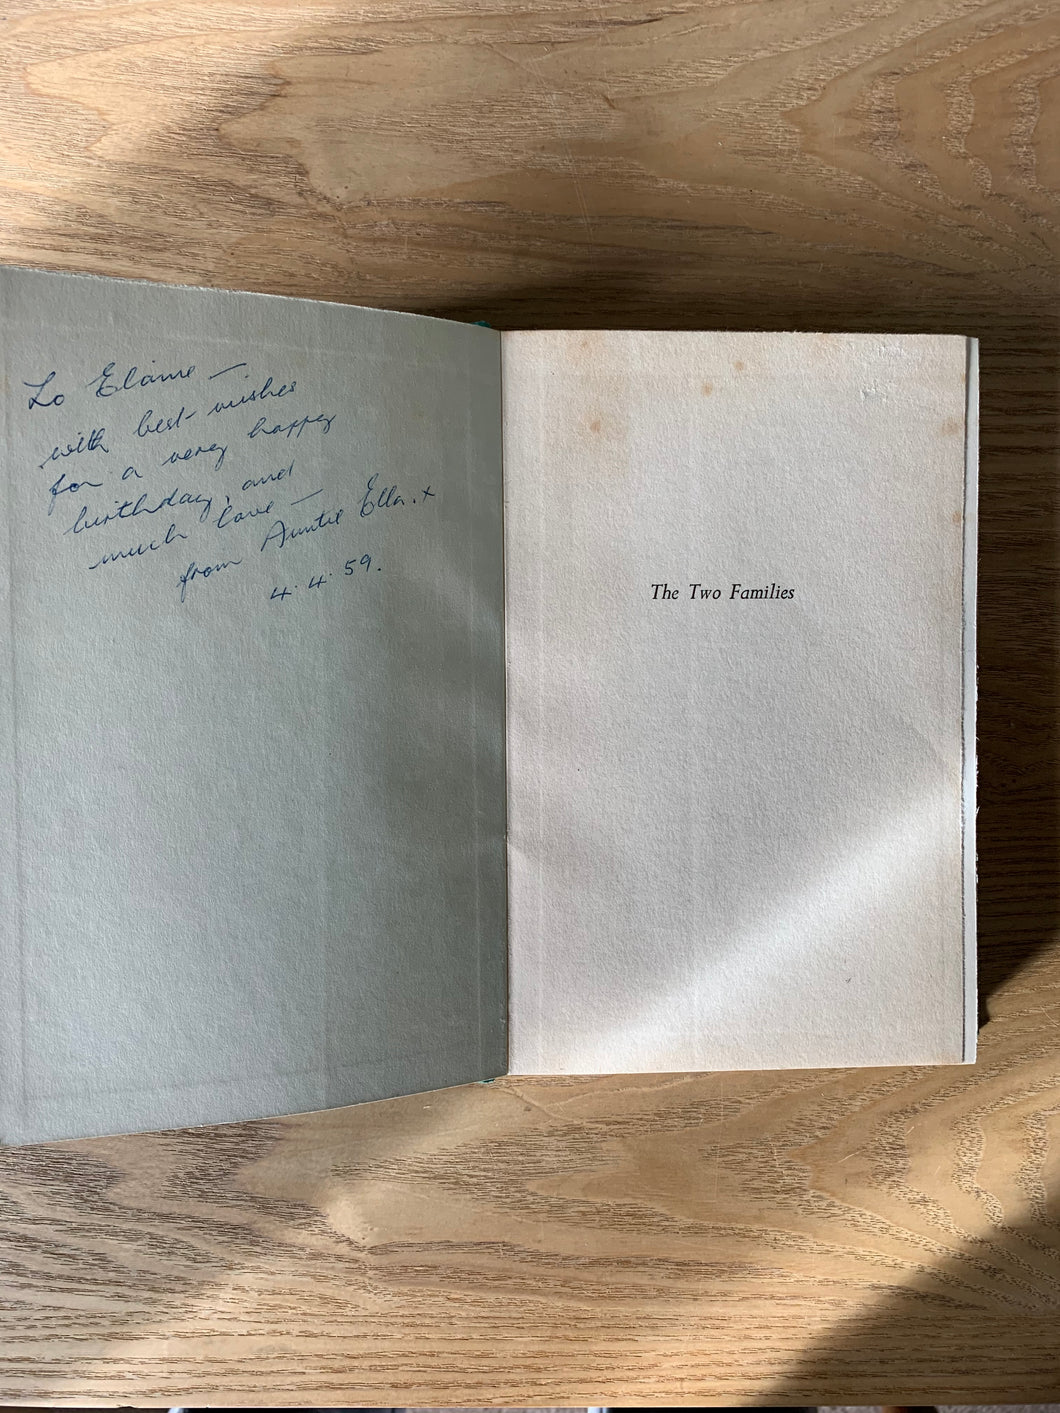 To Elaine —
with best wishes
for a very happy
birthday, and
much love —
from Auntie Ella. x
4. 4. 59.
The Two Families